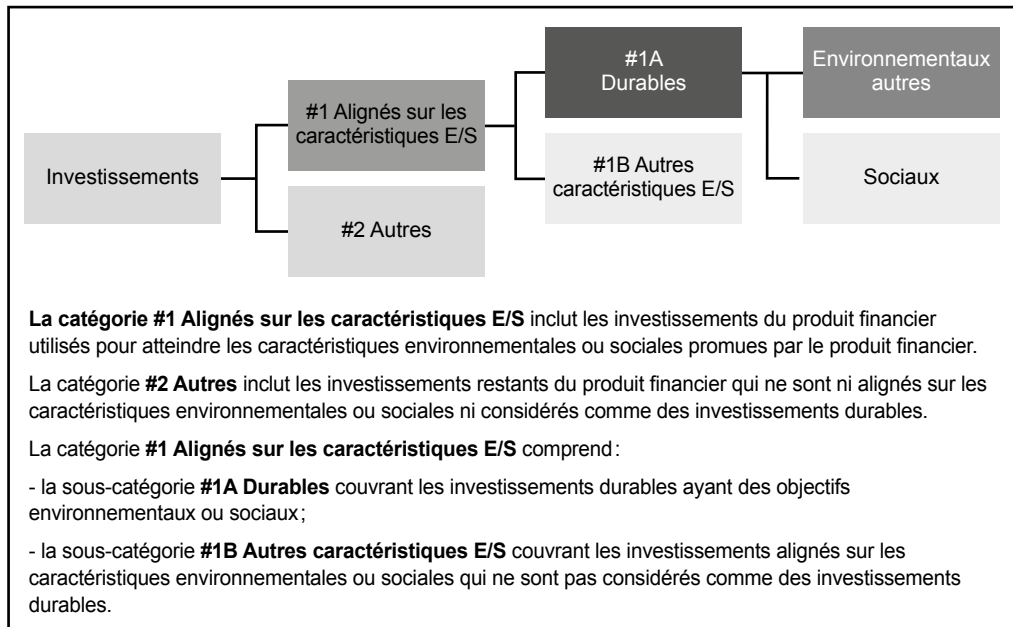 #1A
Durables
Environnementaux
autres
#1 Alignés sur les
caractéristiques E/S
Investissements
#1B Autres
caractéristiques E/S
Sociaux
#2 Autres
La catégorie #1 Alignés sur les caractéristiques E/S inclut les investissements du produit financier
utilisés pour atteindre les caractéristiques environnementales ou sociales promues par le produit financier.
La catégorie #2 Autres inclut les investissements restants du produit financier qui ne sont ni alignés sur les
caractéristiques environnementales ou sociales ni considérés comme des investissements durables.
La catégorie #1 Alignés sur les caractéristiques E/S comprend :
- la sous-catégorie #1A Durables couvrant les investissements durables ayant des objectifs
environnementaux ou sociaux ;
- la sous-catégorie #1B Autres caractéristiques E/S couvrant les investissements alignés sur les
caractéristiques environnementales ou sociales qui ne sont pas considérés comme des investissements
durables.